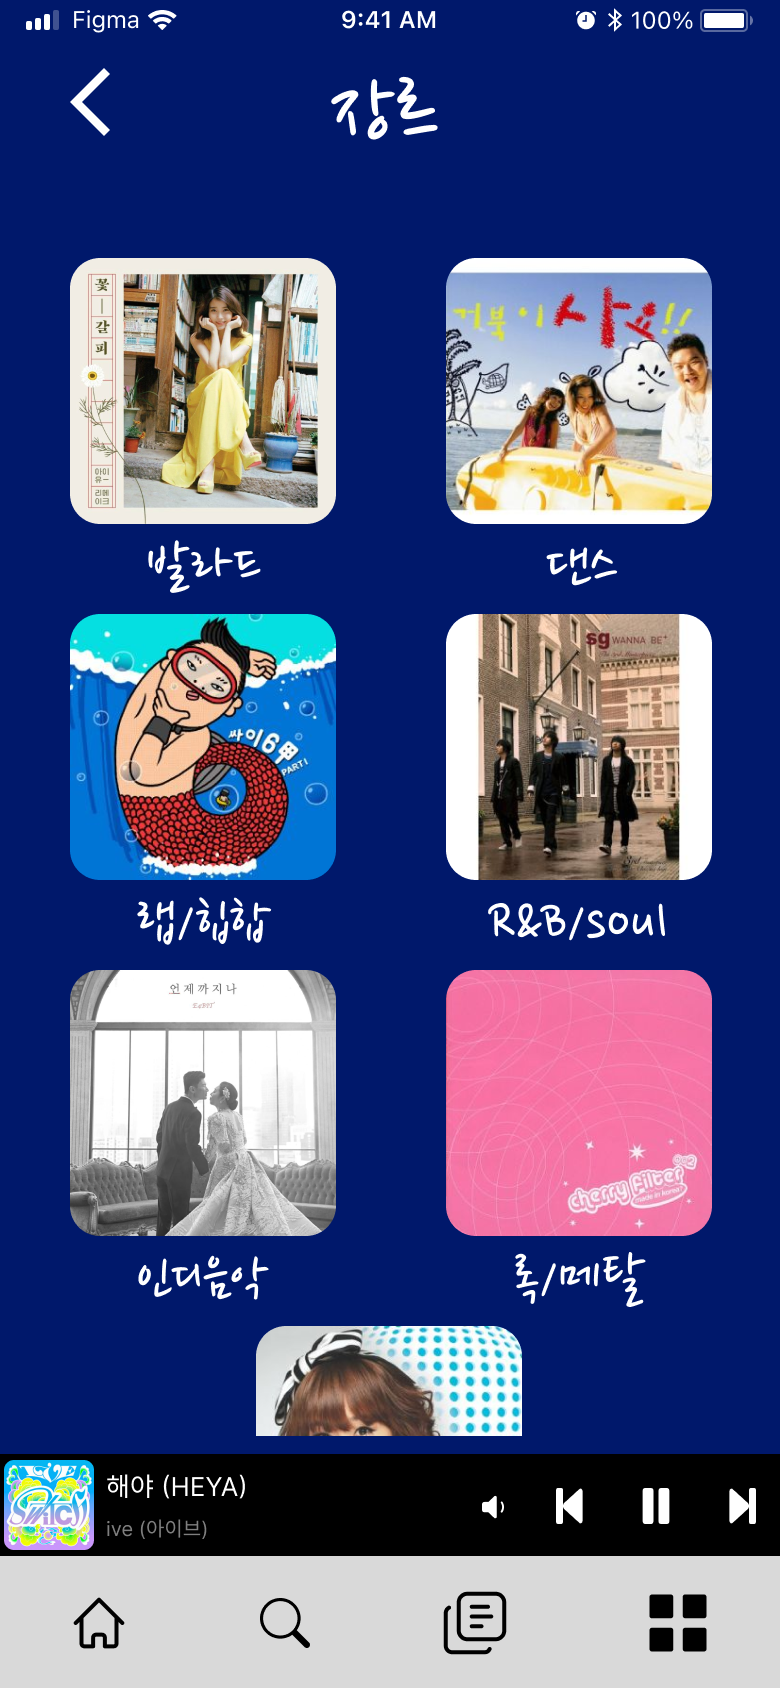 Figma 9:41 AM 100%
장르
꽃
갈
피
아이
유ㅡ
리메
이크
거북이 사요!!
발라드
댄스
싸이6甲
PART1
sg WANNA BE+
랩/힙합
R&B/soul
언제까지나
cherry filter
made in korea?
인디음악
록/메탈
해야 (HEYA)
ive (아이브)